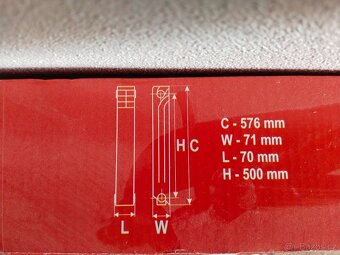 H C
L W
C - 576 mm
W - 71 mm
L - 70 mm
H - 500 mm